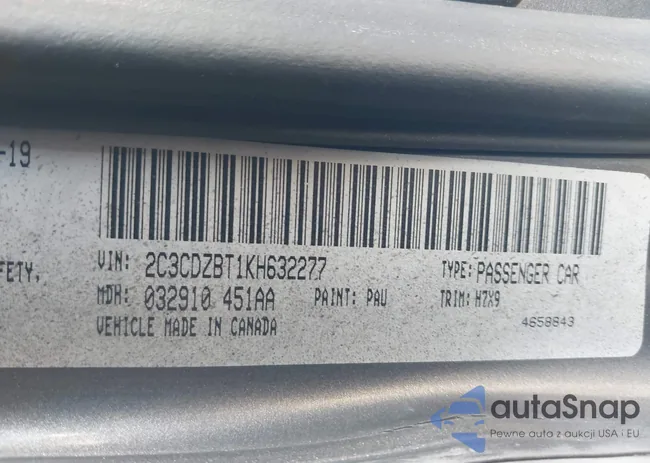 -19
VIN: 2C3CDZBT1KH632277 TYPE: PASSENGER CAR
FETY.
MDH: 032910 451AA PAINT: PAU TRIM: H7X9
VEHICLE MADE IN CANADA 4658843
autaSnap
Pewne auta z aukcji USA i EU